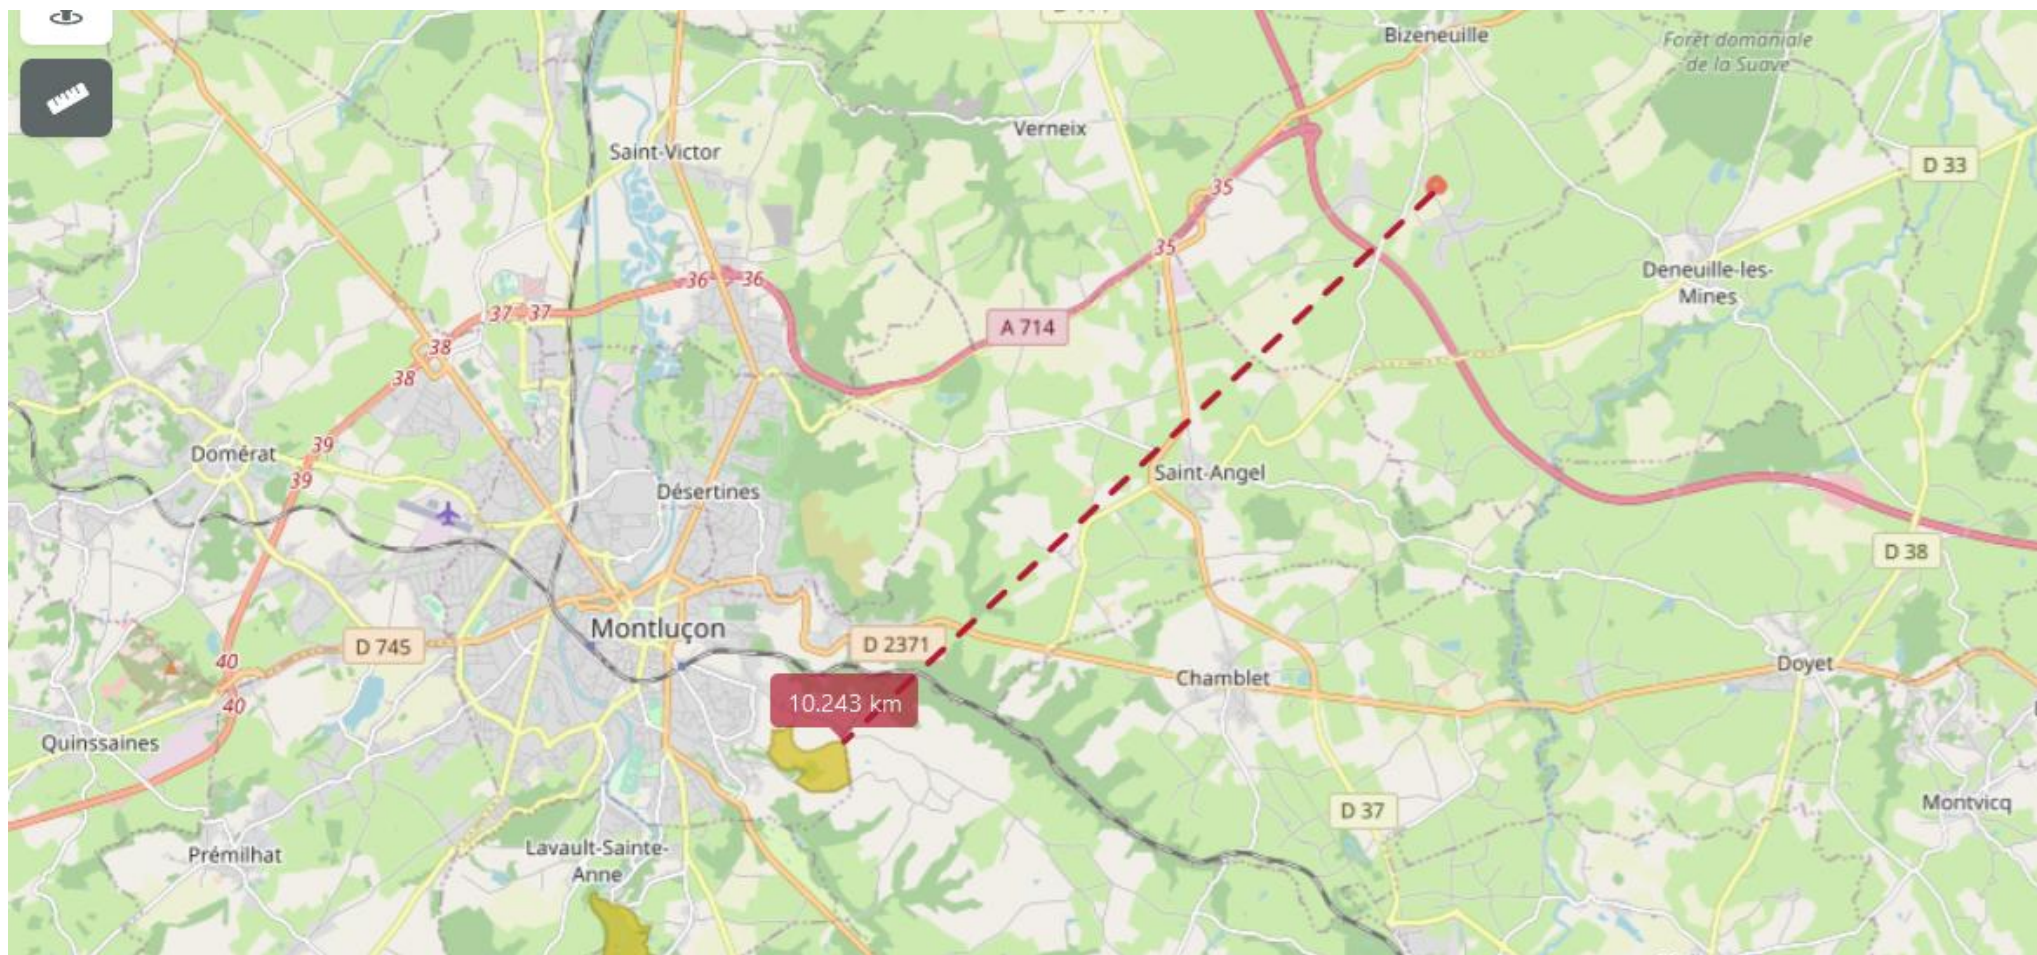 Bizeneuille
Forêt domaniale
de la Suave
Verneix
Saint-Victor
D 33
35
35
Deneuille-les-
Mines
36
36
37
37
A 714
38
38
39
39
Domérat
Saint-Angel
Désertines
D 38
Montluçon
D 745
D 2371
40
40
Chamblet
Doyet
10.243 km
Quinssaines
Montvicq
D 37
Lavault-Sainte-
Anne
Prémilhat